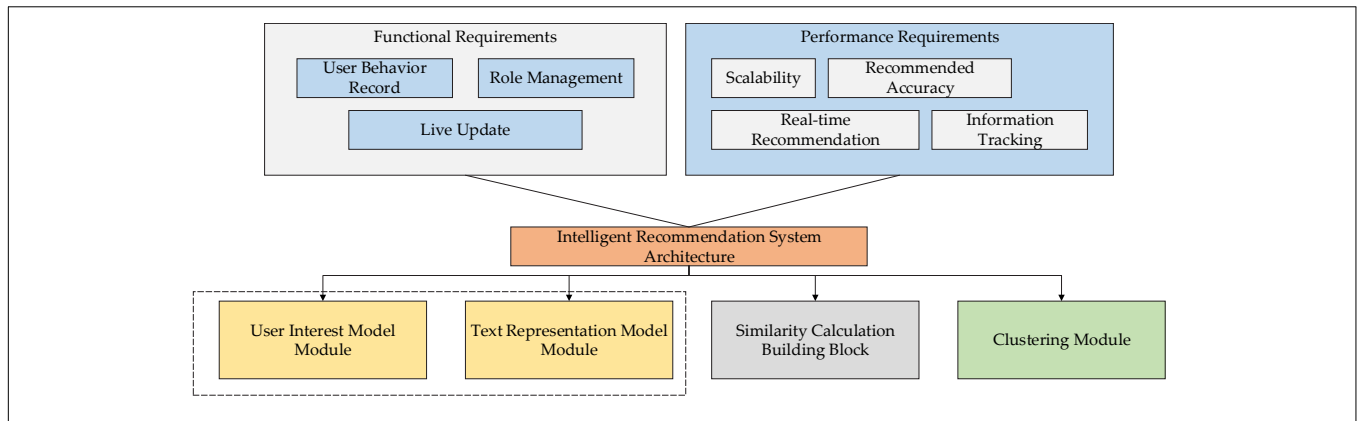 Functional Requirements
User Behavior
Record
Role Management
Live Update
Performance Requirements
Scalability
Recommended
Accuracy
Real-time
Recommendation
Information
Tracking
Intelligent Recommendation System
Architecture
User Interest Model
Module
Text Representation Model
Module
Similarity Calculation
Building Block
Clustering Module